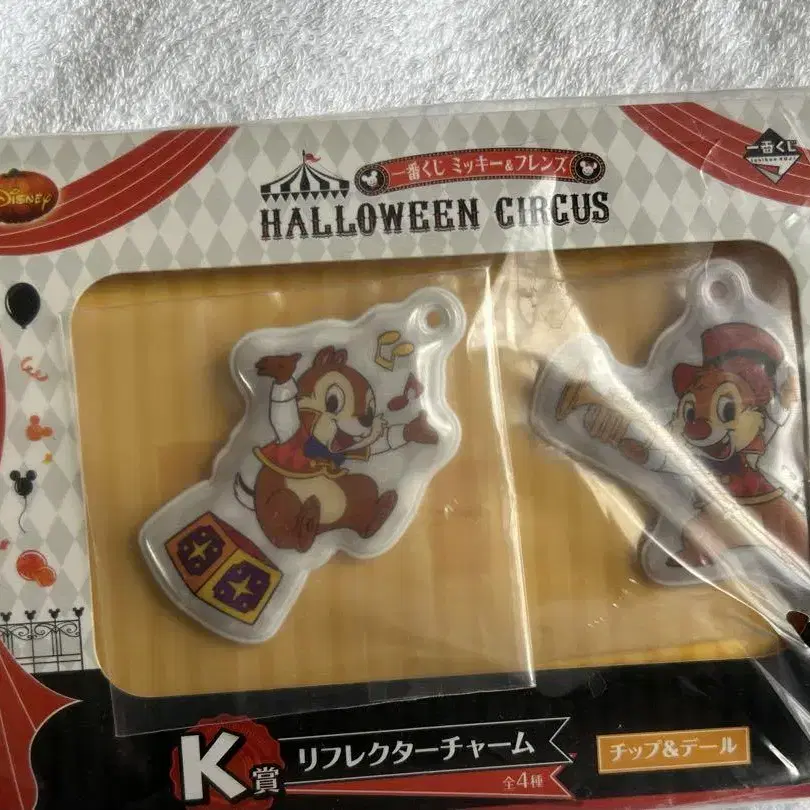 DISNEY
一番くじ ミッキー&フレンズ
一番くじ
HALLOWEEN CIRCUS
K賞 リフレクターチャーム
チップ&デール
全4種